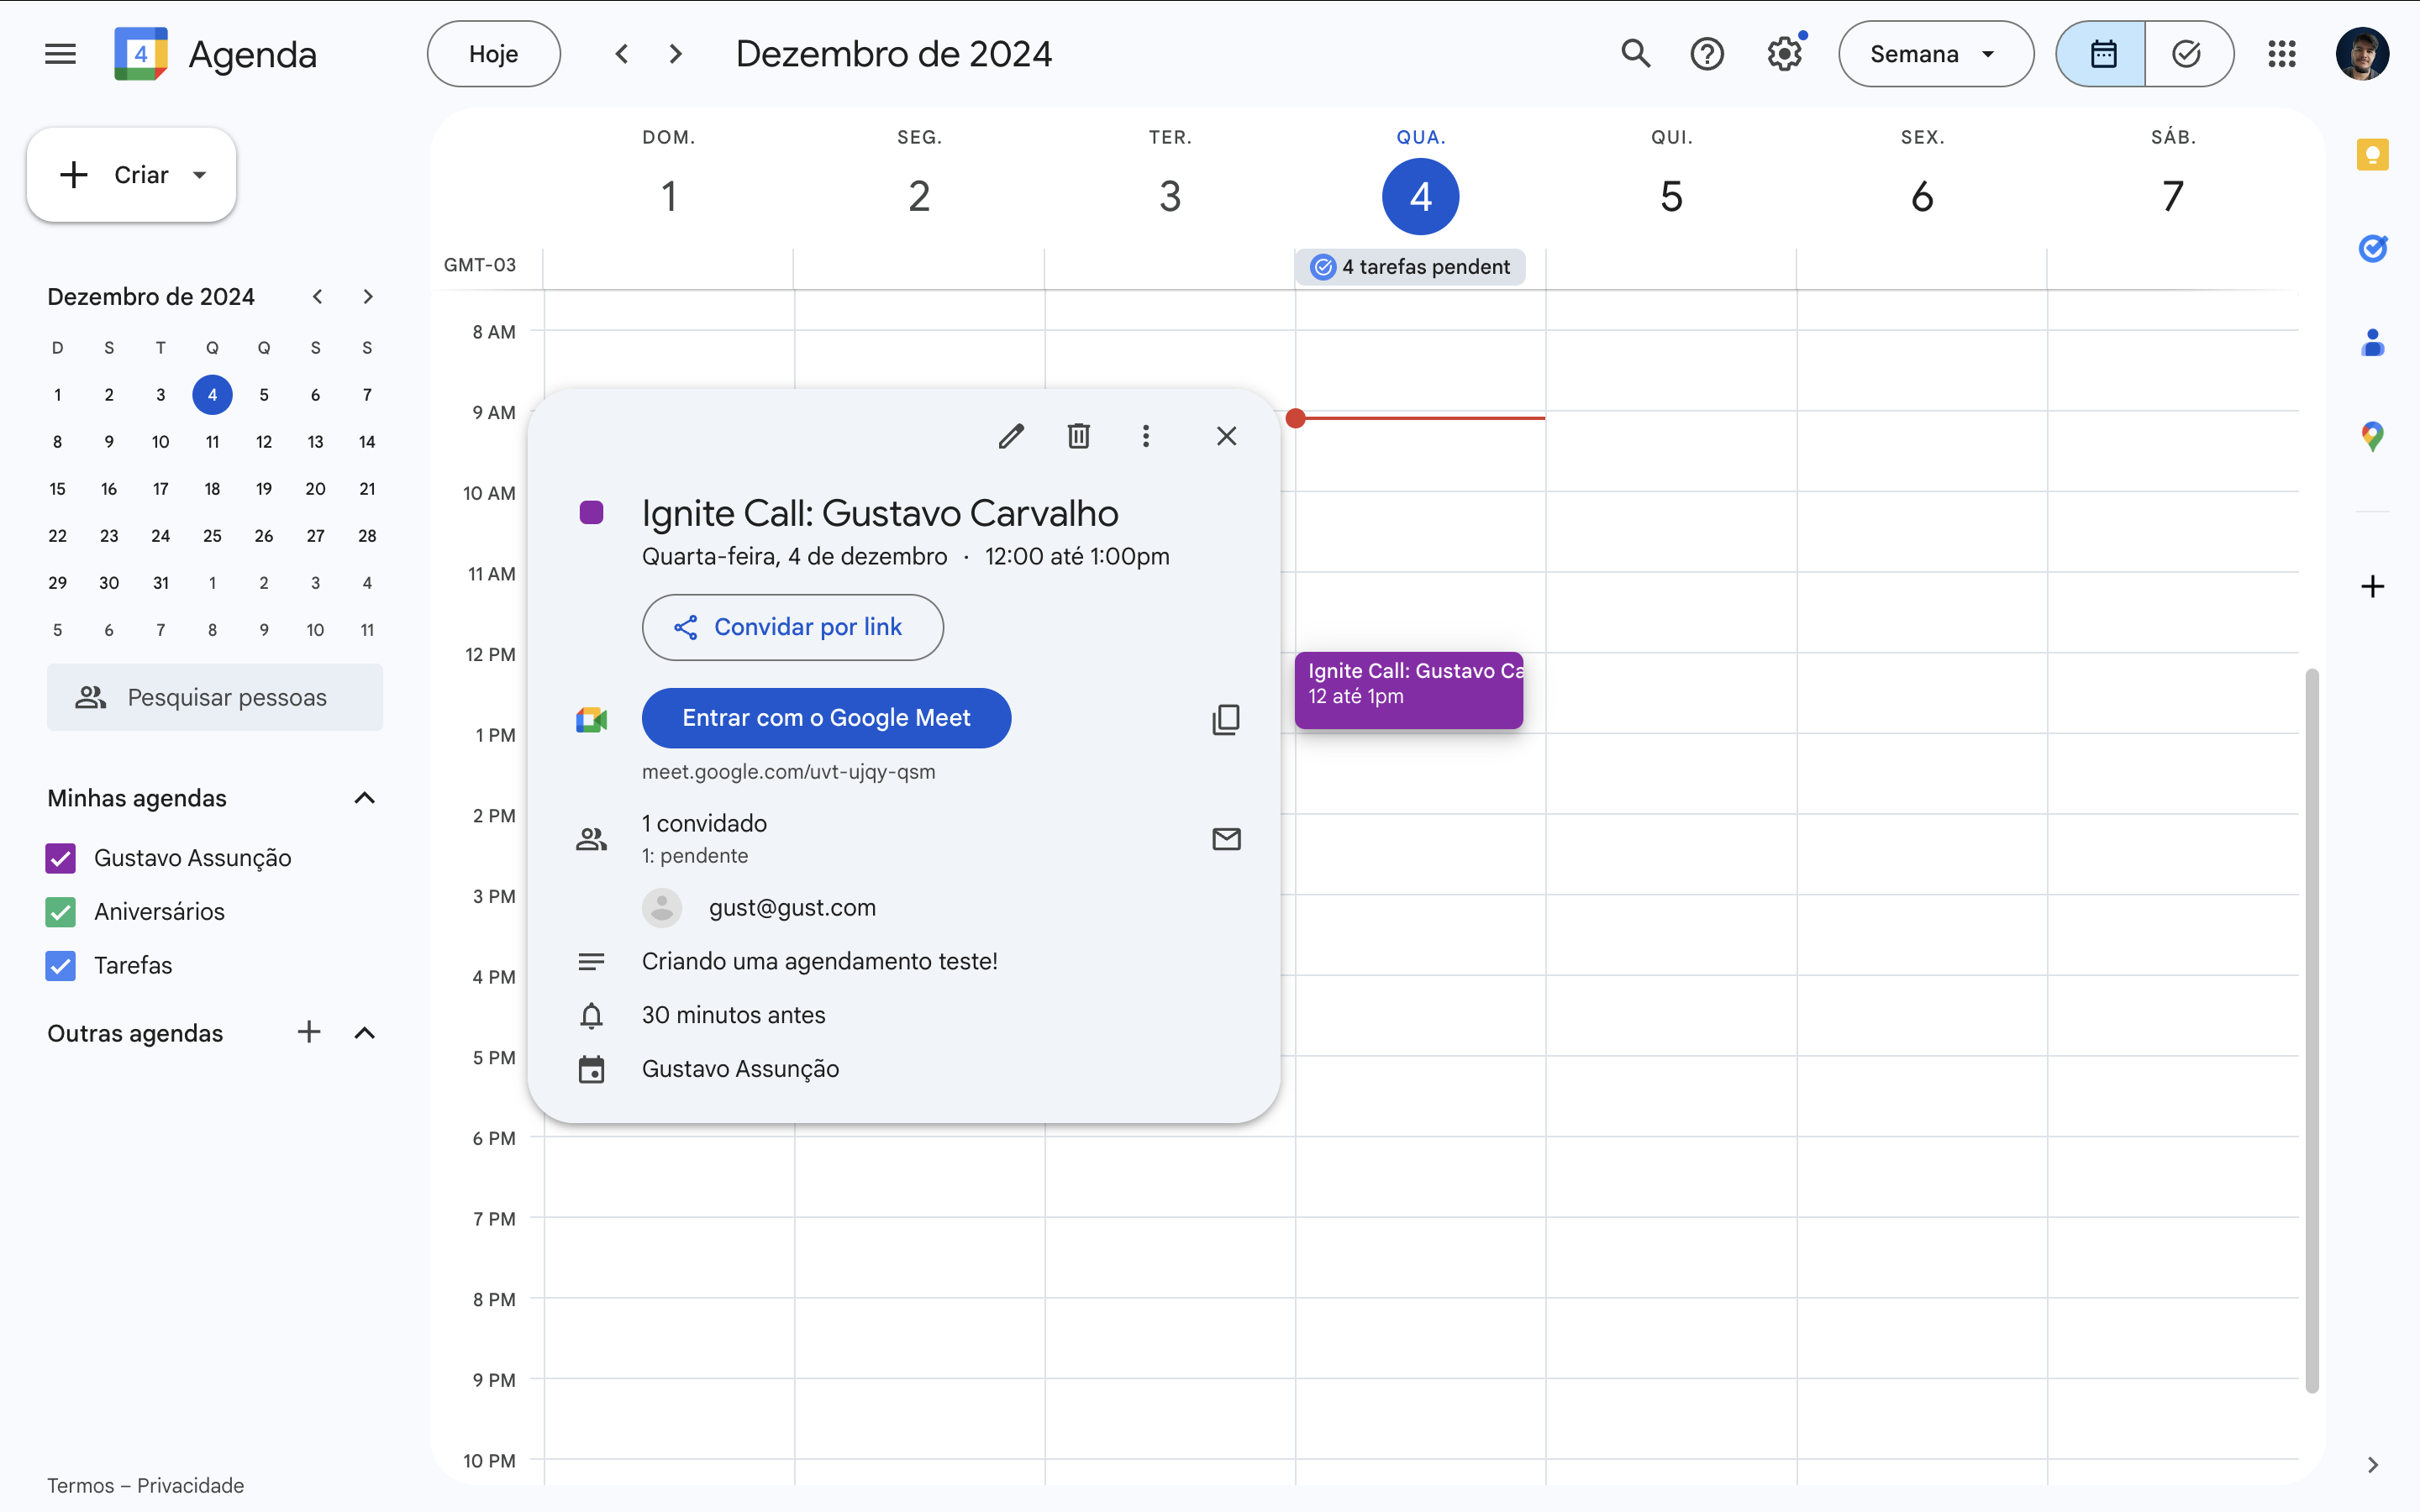 4
Agenda
Hoje
Dezembro de 2024
Semana
Criar
DOM. SEG. TER. QUA. QUI. SEX. SÁB.
1 2 3 4 5 6 7
GMT-03
4 tarefas pendent
Dezembro de 2024
D S T Q Q S S
1 2 3 4 5 6 7
8 9 10 11 12 13 14
15 16 17 18 19 20 21
22 23 24 25 26 27 28
29 30 31 1 2 3 4
5 6 7 8 9 10 11
Pesquisar pessoas
Minhas agendas
Gustavo Assunção
Aniversários
Tarefas
Outras agendas
Termos – Privacidade
8 AM
9 AM
10 AM
11 AM
12 PM
1 PM
2 PM
3 PM
4 PM
5 PM
6 PM
7 PM
8 PM
9 PM
10 PM
Ignite Call: Gustavo Carvalho
Quarta-feira, 4 de dezembro · 12:00 até 1:00pm
Convidar por link
Entrar com o Google Meet
meet.google.com/uvt-ujqy-qsm
1 convidado
1: pendente
gust@gust.com
Criando uma agendamento teste!
30 minutos antes
Gustavo Assunção
Ignite Call: Gustavo Ca
12 até 1pm